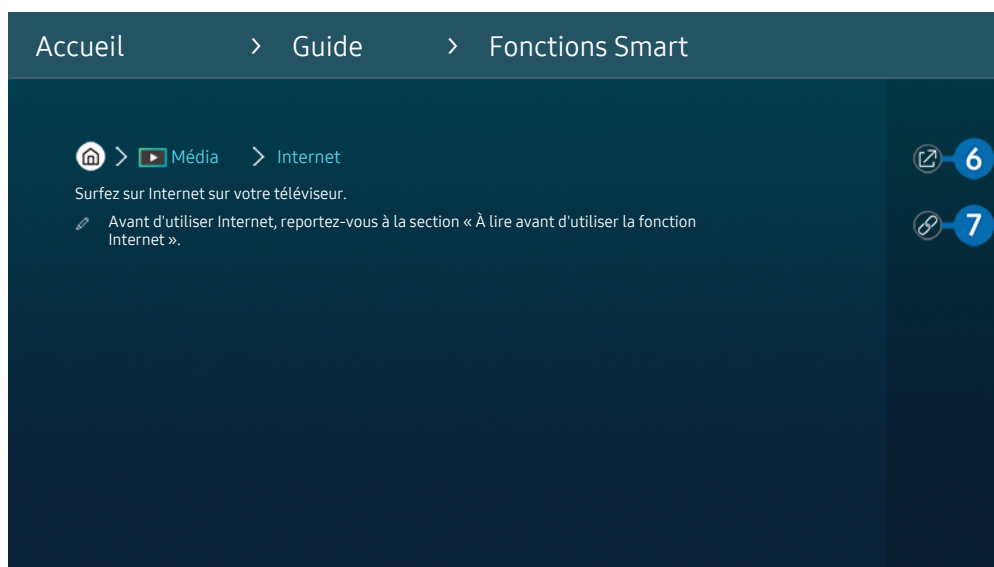 Accueil > Guide > Fonctions Smart
> Média > Internet
6
Surfez sur Internet sur votre téléviseur.
7
Avant d'utiliser Internet, reportez-vous à la section « À lire avant d'utiliser la fonction
Internet ».